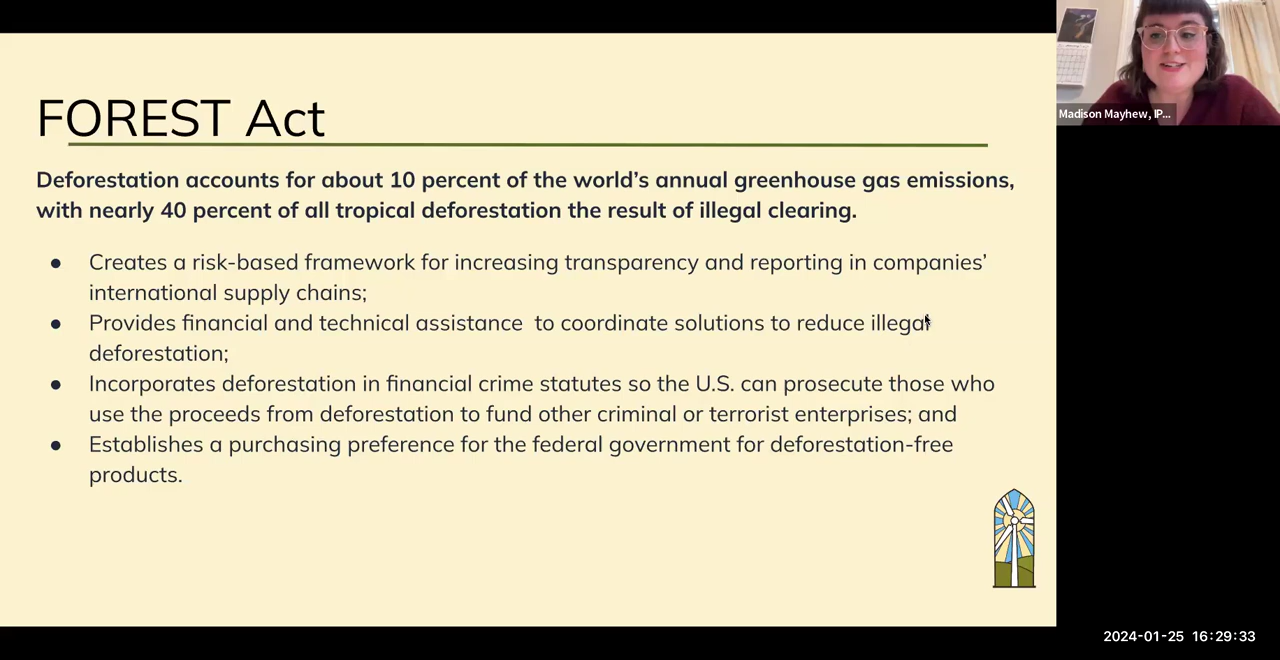 FOREST Act
Deforestation accounts for about 10 percent of the world's annual greenhouse gas emissions,
with nearly 40 percent of all tropical deforestation the result of illegal clearing.
● Creates a risk-based framework for increasing transparency and reporting in companies'
international supply chains;
● Provides financial and technical assistance  to coordinate solutions to reduce illegal
deforestation;
● Incorporates deforestation in financial crime statutes so the U.S. can prosecute those who
use the proceeds from deforestation to fund other criminal or terrorist enterprises; and
● Establishes a purchasing preference for the federal government for deforestation-free
products.
Madison Mayhew, IP...
2024-01-25 16:29:33